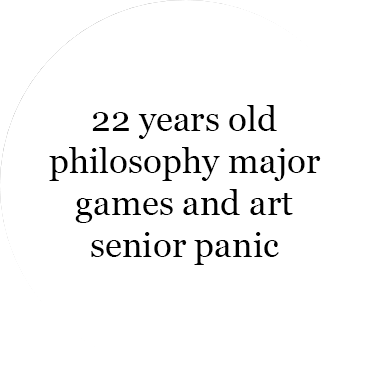 22 years old
philosophy major
games and art
senior panic